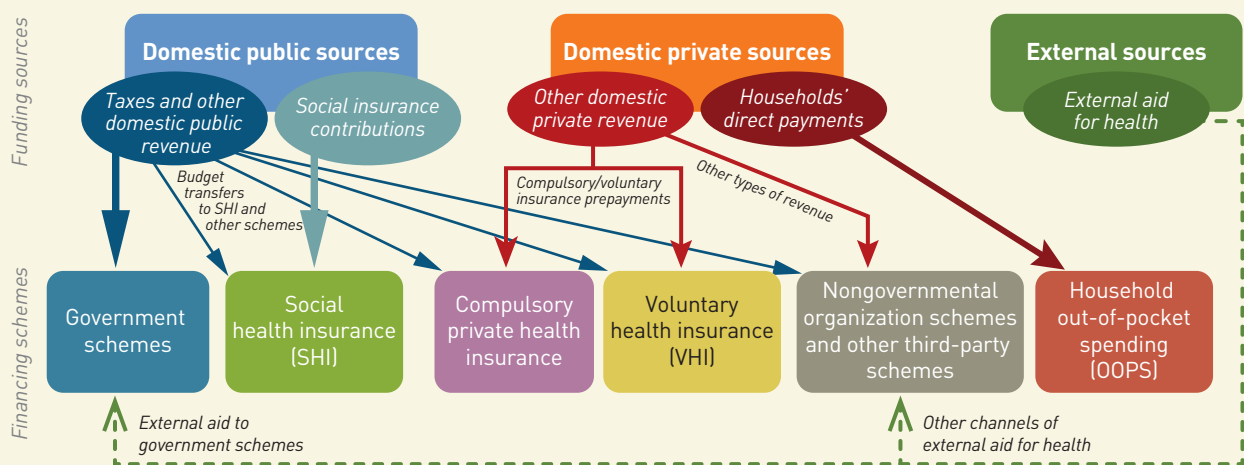 Funding sources
Domestic public sources
Domestic private sources
External sources
Taxes and other
domestic public
revenue
Social insurance
contributions
Other domestic
private revenue
Households'
direct payments
External aid
for health
Budget
transfers
to SHI and
other schemes
Compulsory/voluntary
insurance prepayments
Other types of revenue
Financing schemes
Government
schemes
Social
health insurance
(SHI)
Compulsory
private health
insurance
Voluntary
health insurance
(VHI)
Nongovernmental
organization schemes
and other third-party
schemes
Household
out-of-pocket
spending
(OOPS)
External aid to
government schemes
Other channels of
external aid for health